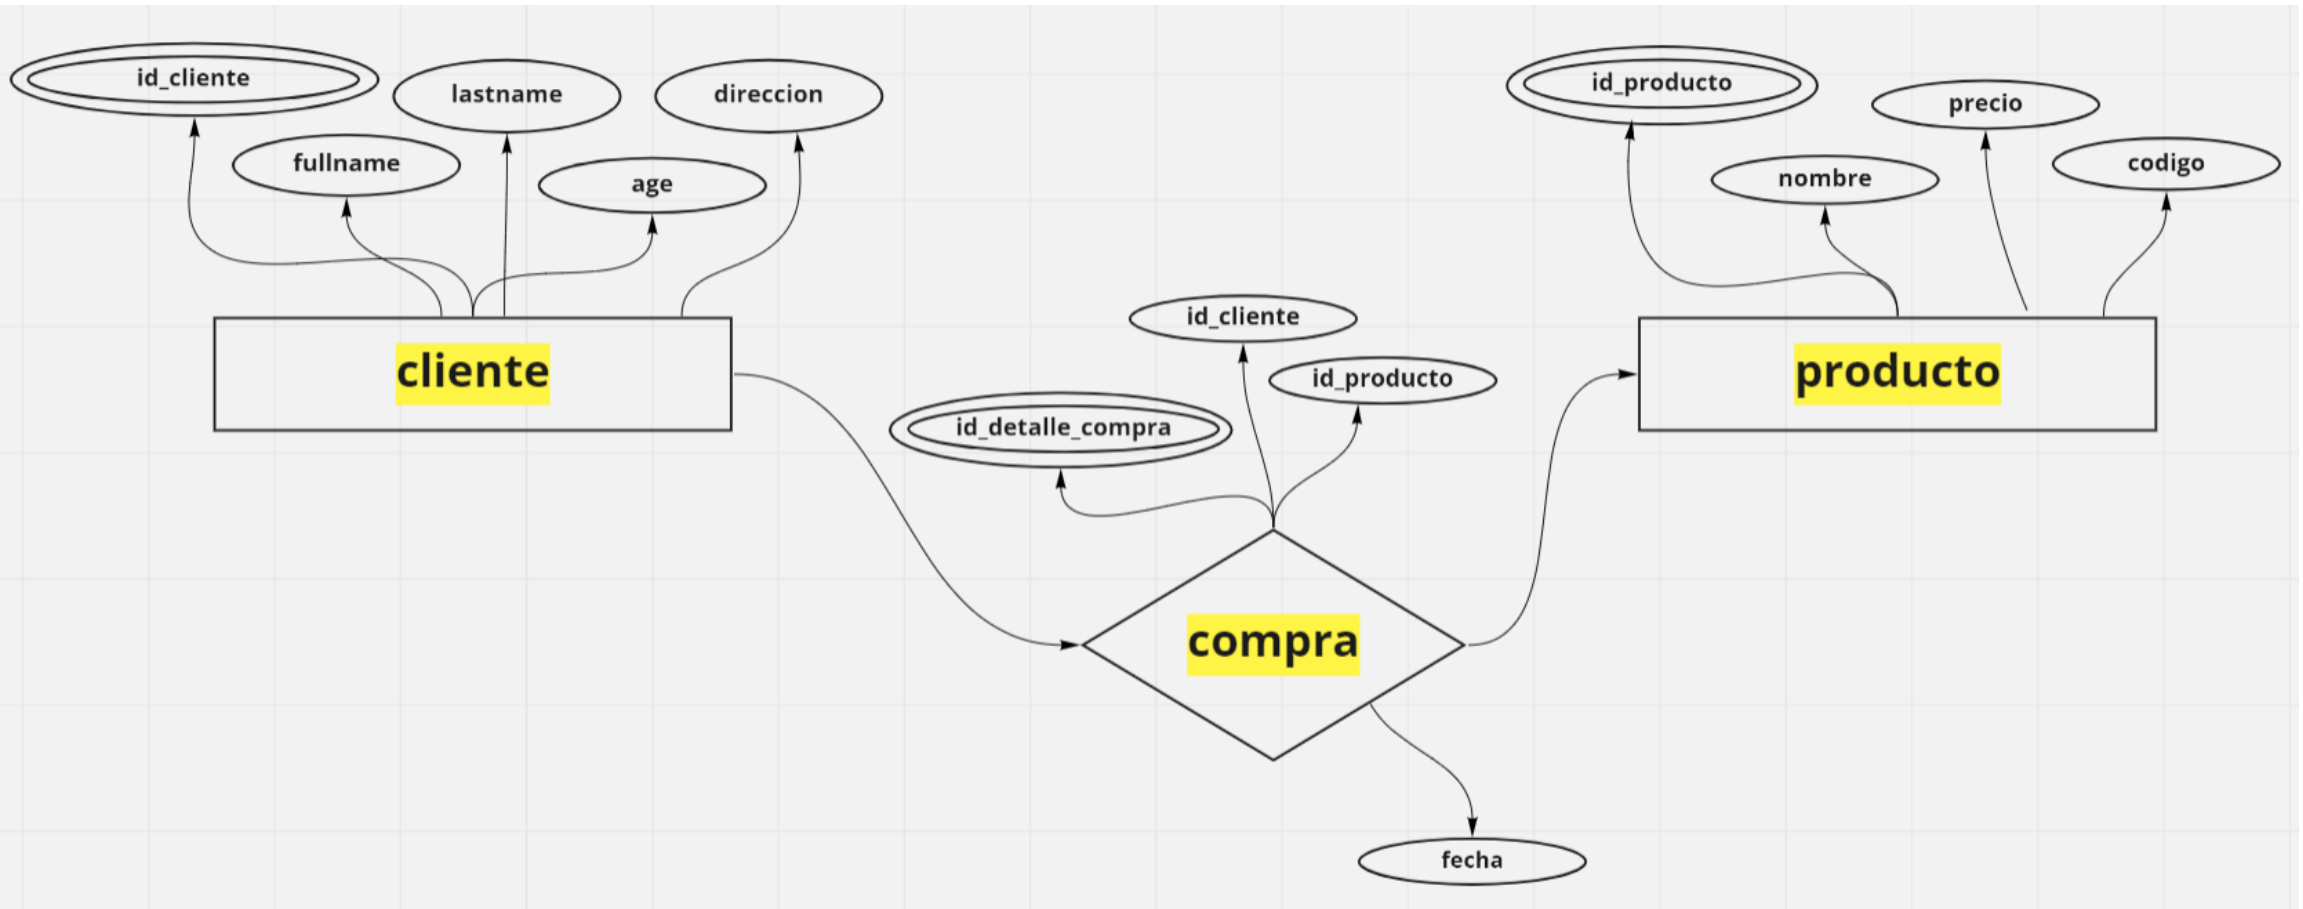 id_cliente
lastname
direccion
fullname
age
cliente
id_producto
precio
nombre
codigo
producto
id_cliente
id_producto
id_detalle_compra
compra
fecha